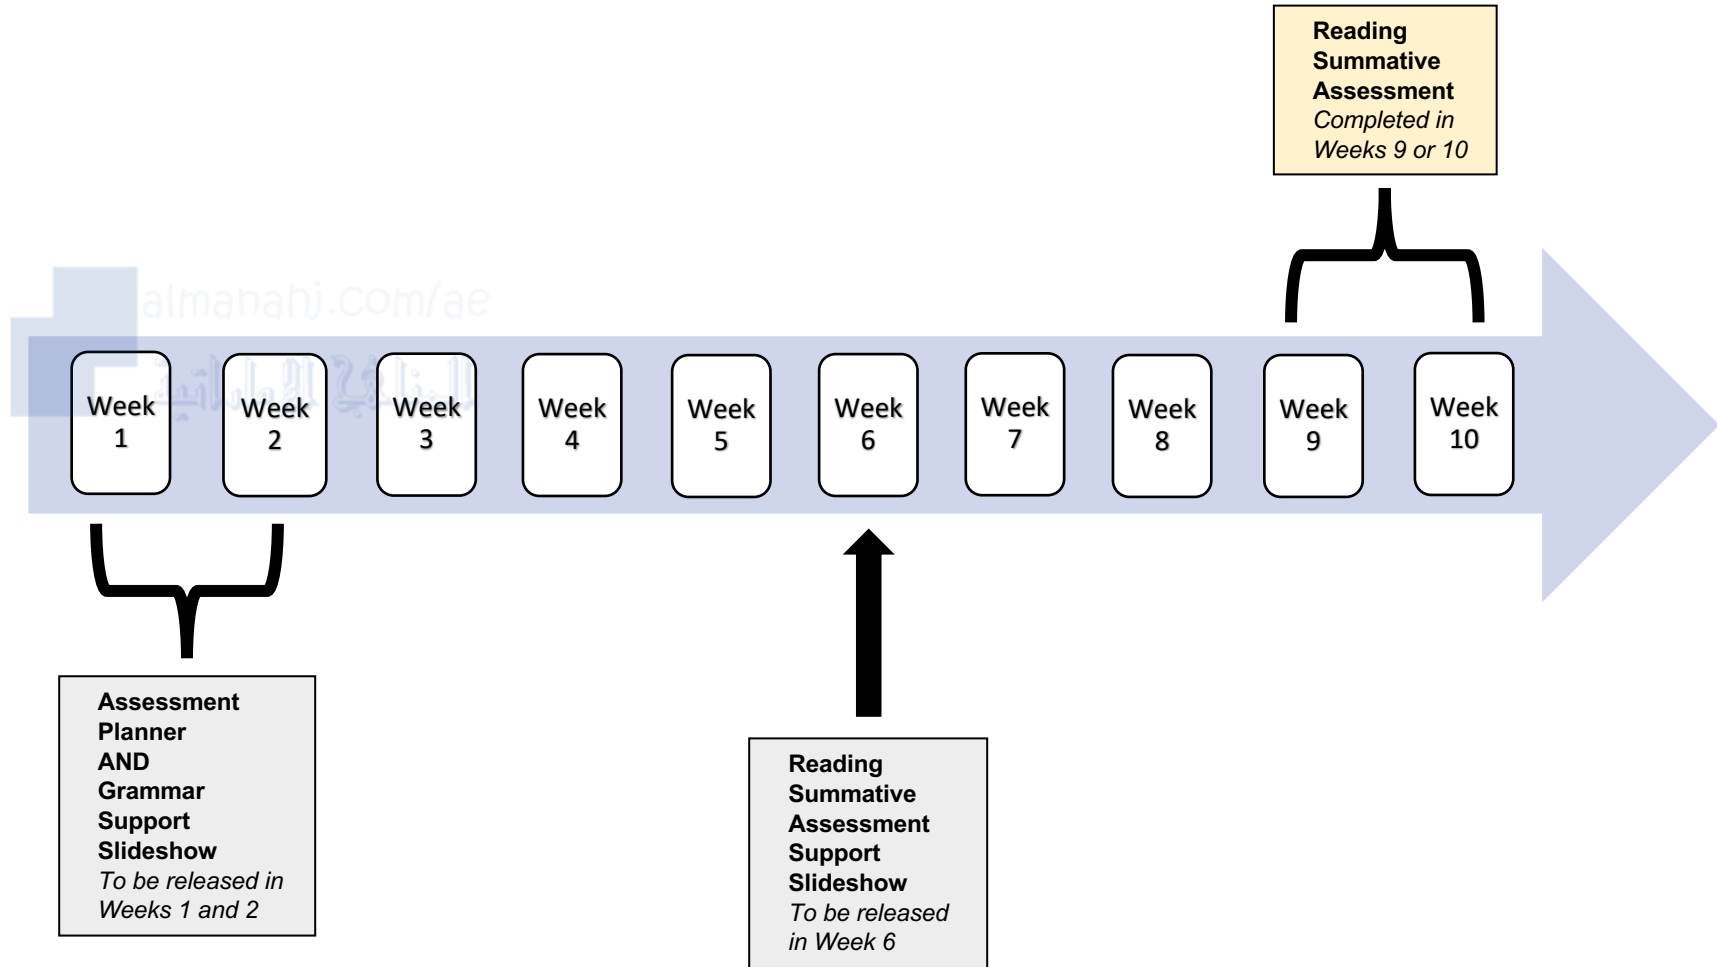 Reading
Summative
Assessment
Completed in
Weeks 9 or 10
almanahj.com/ae
المناهج الإماراتية
Week
1
Week
2
Week
3
Week
4
Week
5
Week
6
Week
7
Week
8
Week
9
Week
10
Assessment
Planner
AND
Grammar
Support
Slideshow
To be released in
Weeks 1 and 2
Reading
Summative
Assessment
Support
Slideshow
To be released
in Week 6